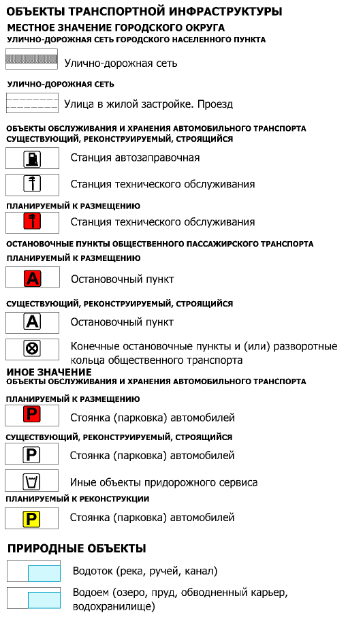 ОБЪЕКТЫ ТРАНСПОРТНОЙ ИНФРАСТРУКТУРЫ
МЕСТНОЕ ЗНАЧЕНИЕ ГОРОДСКОГО ОКРУГА
УЛИЧНО-ДОРОЖНАЯ СЕТЬ ГОРОДСКОГО НАСЕЛЕННОГО ПУНКТА
Улично-дорожная сеть
УЛИЧНО-ДОРОЖНАЯ СЕТЬ
Улица в жилой застройке. Проезд
ОБЪЕКТЫ ОБСЛУЖИВАНИЯ И ХРАНЕНИЯ АВТОМОБИЛЬНОГО ТРАНСПОРТА
СУЩЕСТВУЮЩИЙ, РЕКОНСТРУИРУЕМЫЙ, СТРОЯЩИЙСЯ
Станция автозаправочная
Станция технического обслуживания
ПЛАНИРУЕМЫЙ К РАЗМЕЩЕНИЮ
Станция технического обслуживания
ОСТАНОВОЧНЫЕ ПУНКТЫ ОБЩЕСТВЕННОГО ПАССАЖИРСКОГО ТРАНСПОРТА
ПЛАНИРУЕМЫЙ К РАЗМЕЩЕНИЮ
А Остановочный пункт
СУЩЕСТВУЮЩИЙ, РЕКОНСТРУИРУЕМЫЙ, СТРОЯЩИЙСЯ
А Остановочный пункт
Конечные остановочные пункты и (или) разворотные
кольца общественного транспорта
ИНОЕ ЗНАЧЕНИЕ
ОБЪЕКТЫ ОБСЛУЖИВАНИЯ И ХРАНЕНИЯ АВТОМОБИЛЬНОГО ТРАНСПОРТА
ПЛАНИРУЕМЫЙ К РАЗМЕЩЕНИЮ
P Стоянка (парковка) автомобилей
СУЩЕСТВУЮЩИЙ, РЕКОНСТРУИРУЕМЫЙ, СТРОЯЩИЙСЯ
P Стоянка (парковка) автомобилей
Иные объекты придорожного сервиса
ПЛАНИРУЕМЫЙ К РЕКОНСТРУКЦИИ
P Стоянка (парковка) автомобилей
ПРИРОДНЫЕ ОБЪЕКТЫ
Водоток (река, ручей, канал)
Водоем (озеро, пруд, обводненный карьер,
водохранилище)